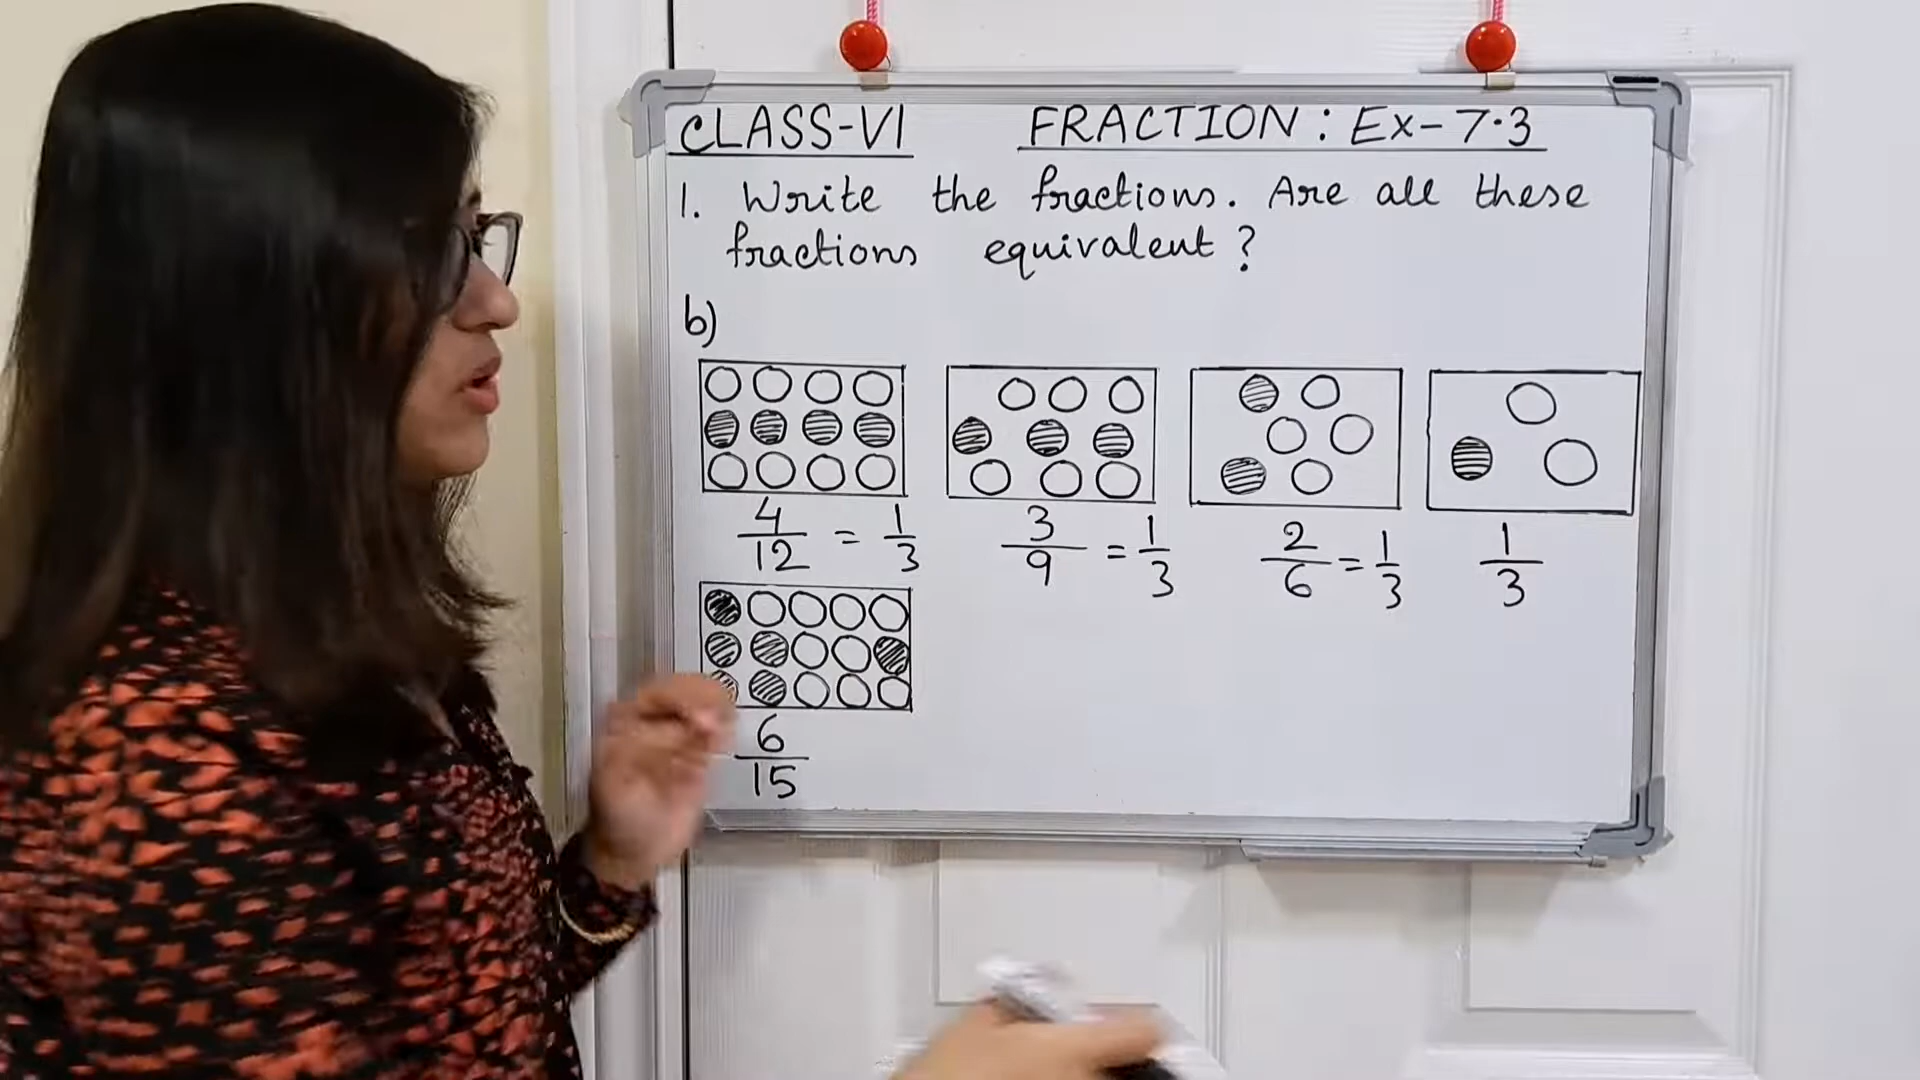 CLASS-VI FRACTION : Ex-7.3
1. Write the fractions. Are all these
fractions equivalent ?
b)
4/12 = 1/3 3/9 = 1/3 2/6 = 1/3 1/3
6/15